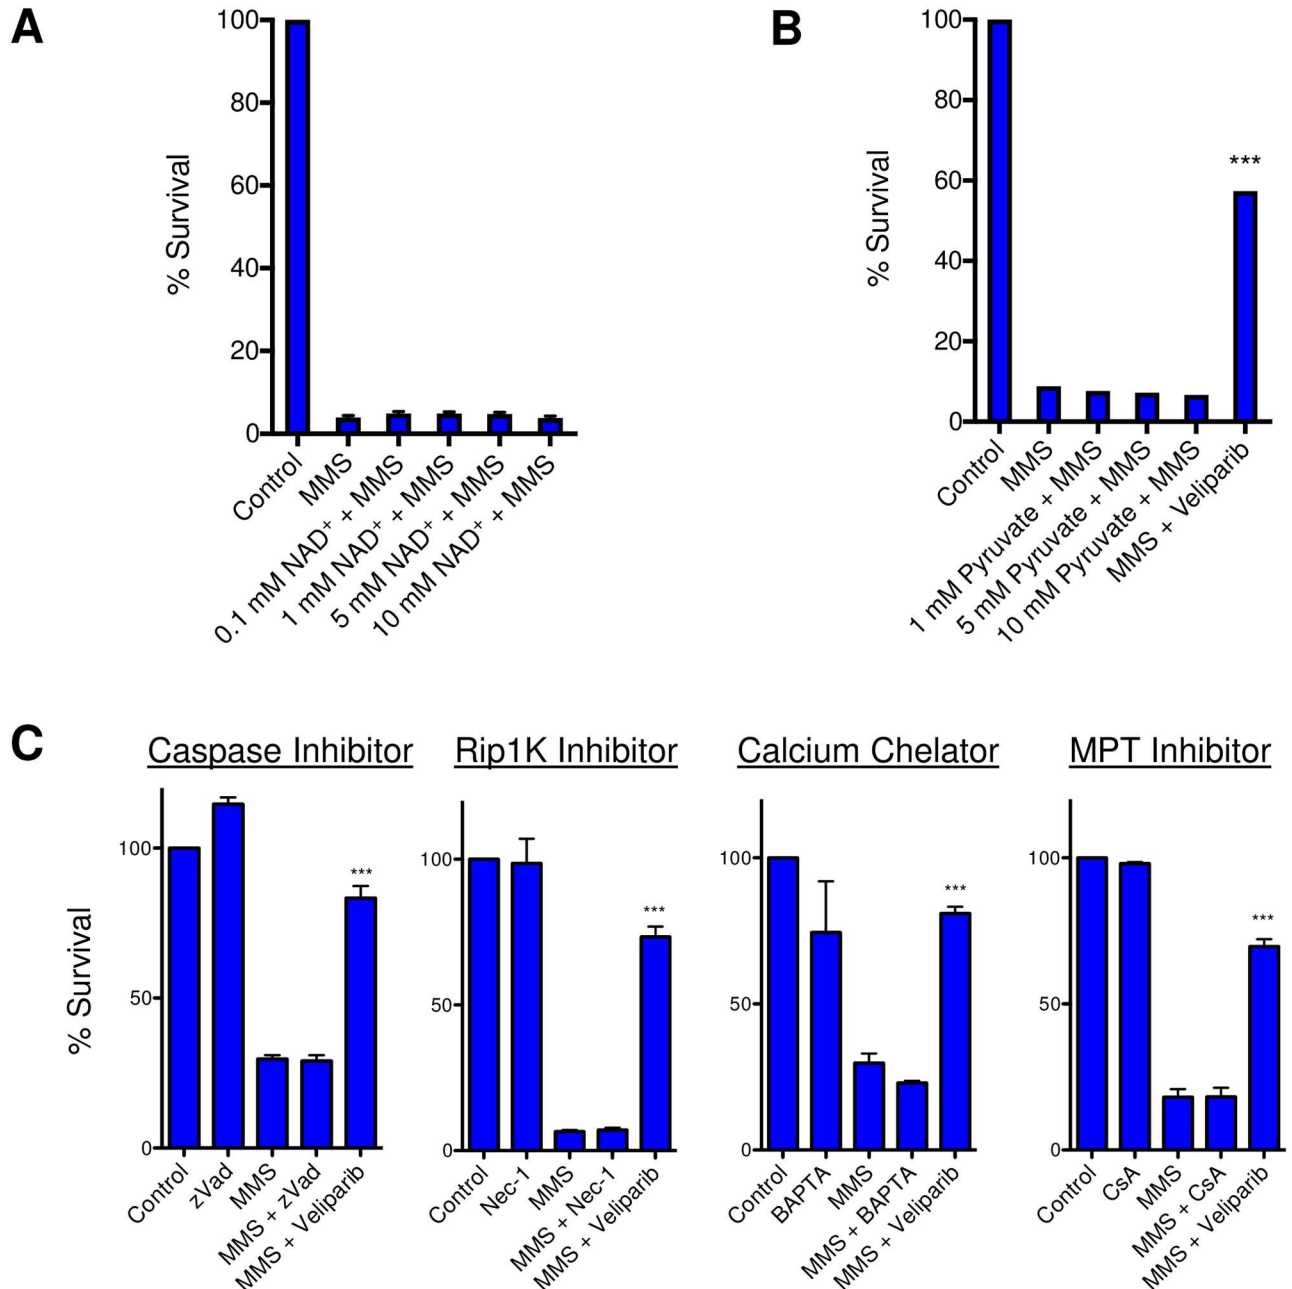 A
% Survival
100
80
60
40
20
0
Control
MMS
0.1 mM NAD⁺ + MMS
1 mM NAD⁺ + MMS
5 mM NAD⁺ + MMS
10 mM NAD⁺ + MMS
B
% Survival
100
80
60
40
20
0
***
Control
MMS
1 mM Pyruvate + MMS
5 mM Pyruvate + MMS
10 mM Pyruvate + MMS
MMS + Veliparib
C
% Survival
Caspase Inhibitor
100
50
0
***
Control
zVad
MMS
MMS + zVad
MMS + Veliparib
Rip1K Inhibitor
100
50
0
***
Control
Nec-1
MMS
MMS + Nec-1
MMS + Veliparib
Calcium Chelator
100
50
0
***
Control
BAPTA
MMS
MMS + BAPTA
MMS + Veliparib
MPT Inhibitor
100
50
0
***
Control
CsA
MMS
MMS + CsA
MMS + Veliparib